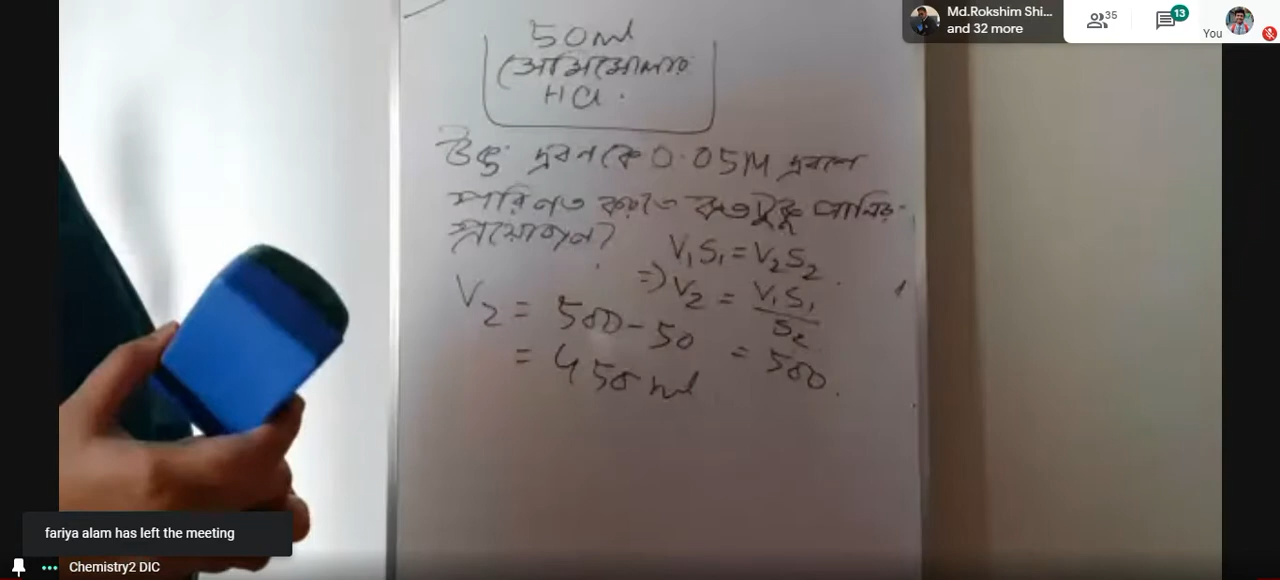 Md.Rokshim Shi...
and 32 more
35
13
You
50ml
সেমিমোলার
HCl.
উক্ত দ্রবণকে 0.05M দ্রবণে
পরিণত করতে কতটুকু পানির
প্রয়োজন?
V₁S₁ = V₂S₂
⇒ V₂ = V₁S₁/S₂
= 500
V₂ = 500 - 50
= 450 ml
fariya alam has left the meeting
Chemistry2 DIC